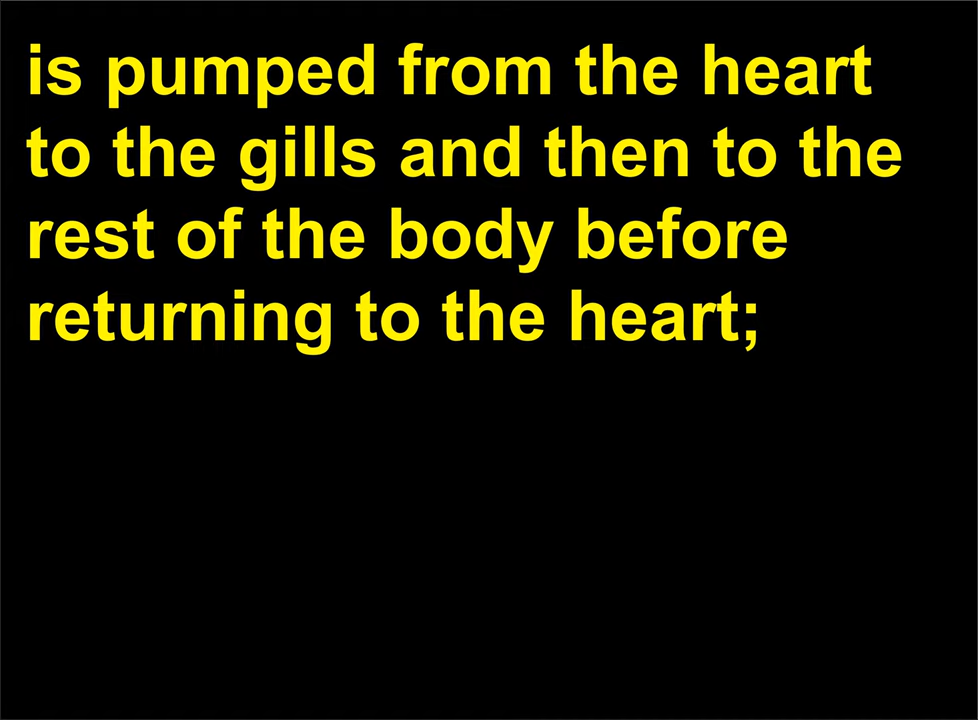 is pumped from the heart
to the gills and then to the
rest of the body before
returning to the heart;